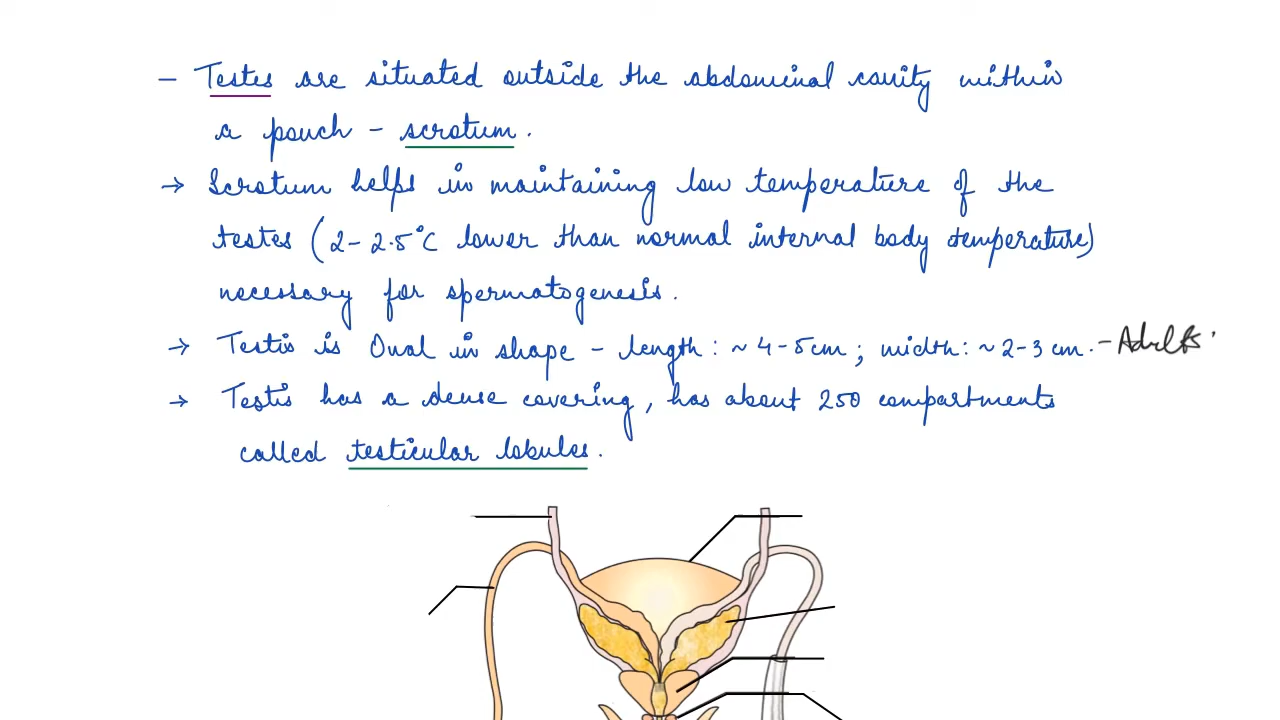 - Testes are situated outside the abdominal cavity within
a pouch - scrotum.
→ Scrotum helps in maintaining low temperature of the
testes (2-2.5°C lower than normal internal body temperature)
necessary for spermatogenesis.
→ Testis is Oval in shape - length: ~ 4-5cm; width: ~ 2-3 cm. - Adults.
→ Testis has a dense covering, has about 250 compartments
called testicular lobules.